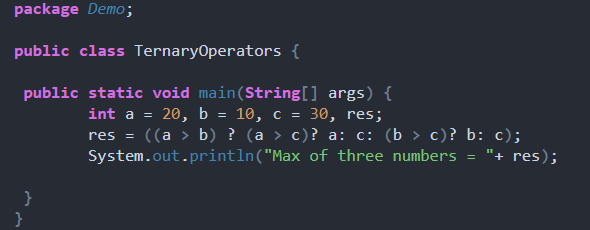 package Demo;
public class TernaryOperators {
public static void main(String[] args) {
int a = 20, b = 10, c = 30, res;
res = ((a > b) ? (a > c)? a: c: (b > c)? b: c);
System.out.println("Max of three numbers = "+ res);
}
}